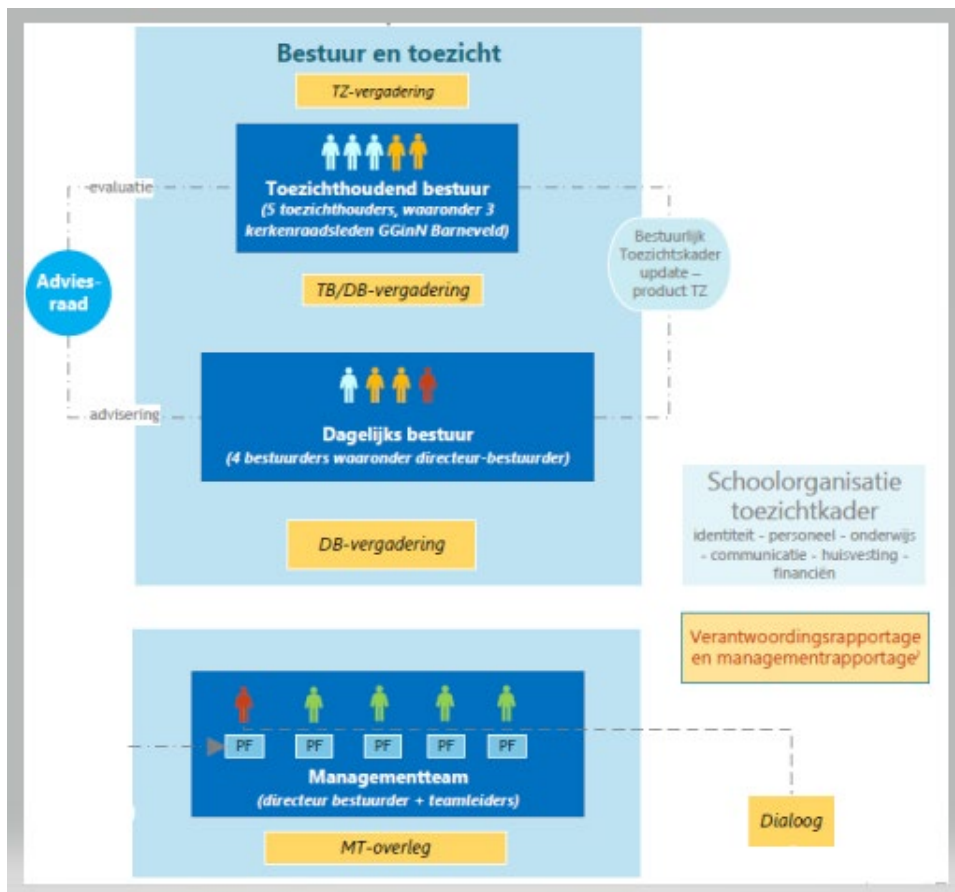 Bestuur en toezicht
TZ-vergadering
Toezichthoudend bestuur
(5 toezichthouders, waaronder 3
kerkenraadsleden GGinN Barneveld)
evaluatie
Bestuurlijk
Toezichtskader
update –
product TZ
Advies-
raad
TB/DB-vergadering
advisering
Dagelijks bestuur
(4 bestuurders waaronder directeur-bestuurder)
DB-vergadering
Schoolorganisatie
toezichtkader
identiteit - personeel - onderwijs
- communicatie - huisvesting -
financiën
Verantwoordingsrapportage
en managementrapportage
PF PF PF PF PF
Managementteam
(directeur bestuurder + teamleiders)
MT-overleg
Dialoog